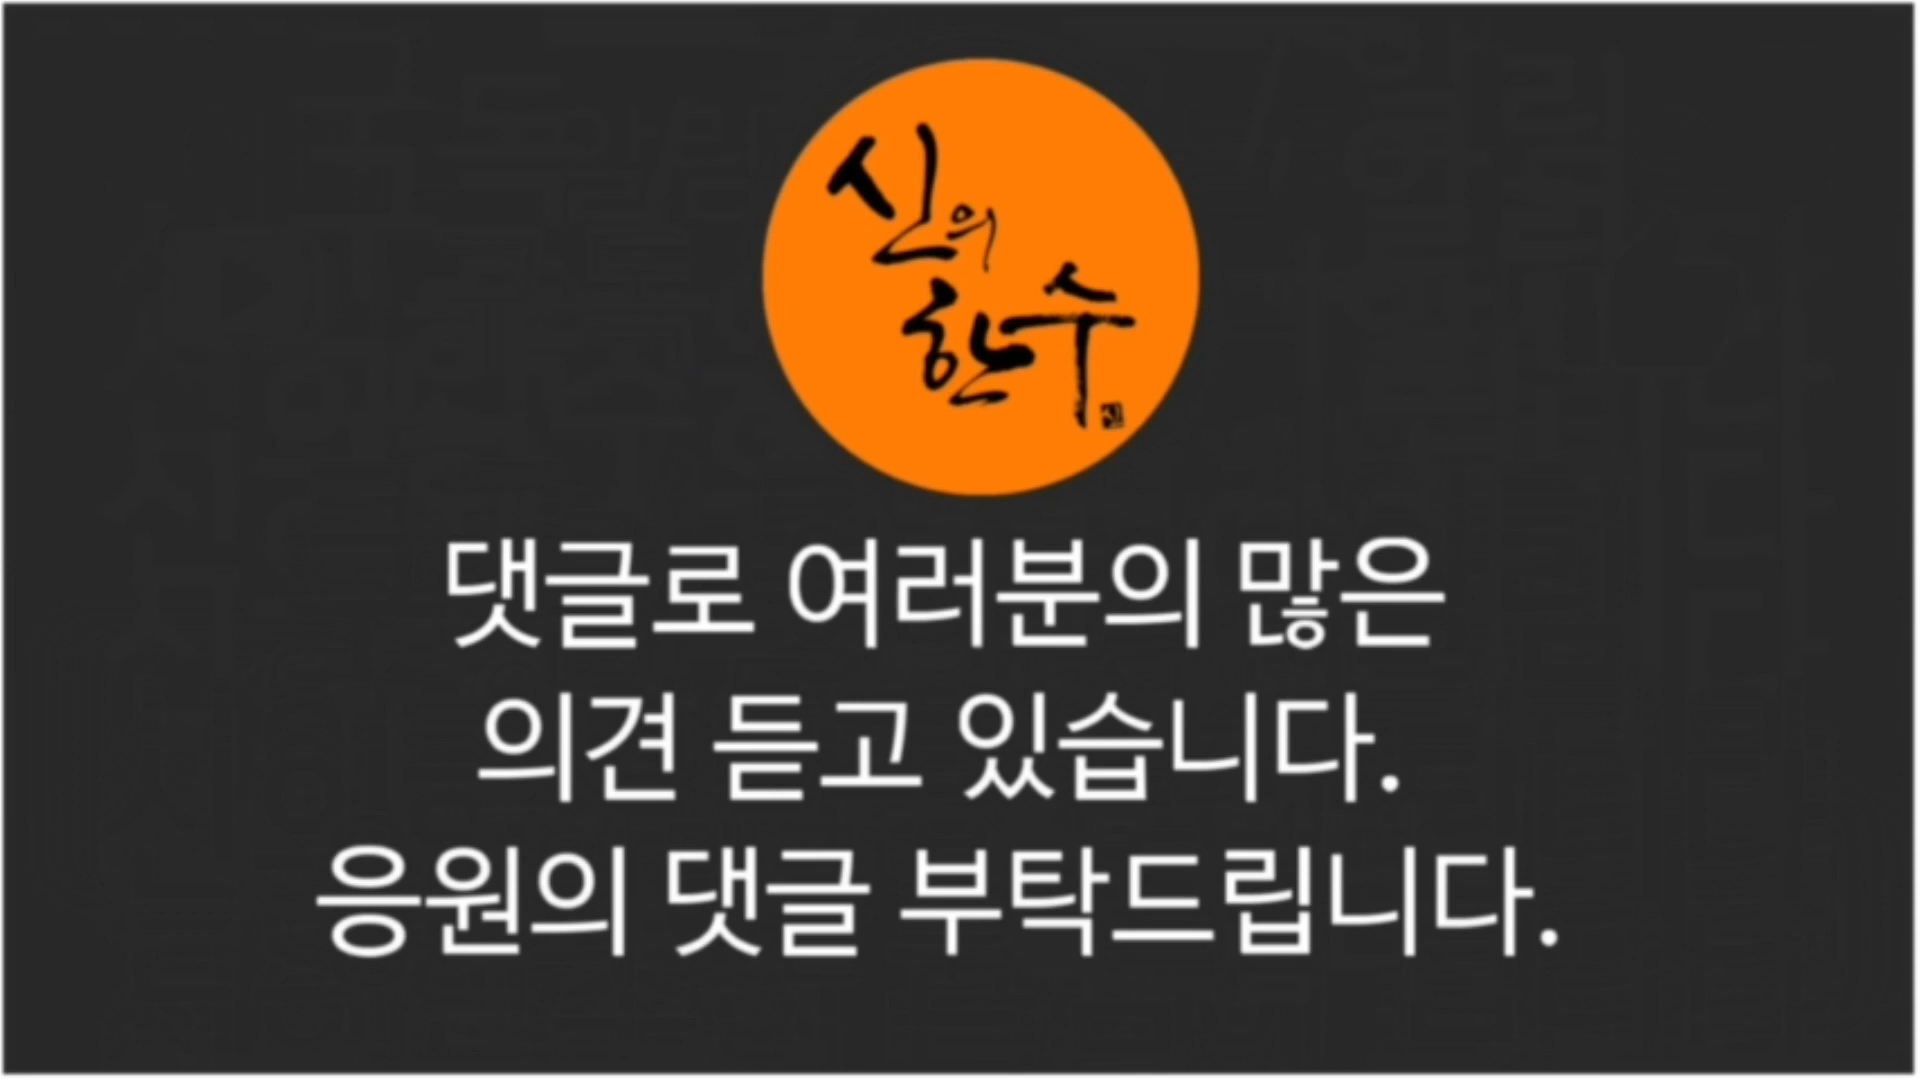 신의
한수
댓글로 여러분의 많은
의견 듣고 있습니다.
응원의 댓글 부탁드립니다.